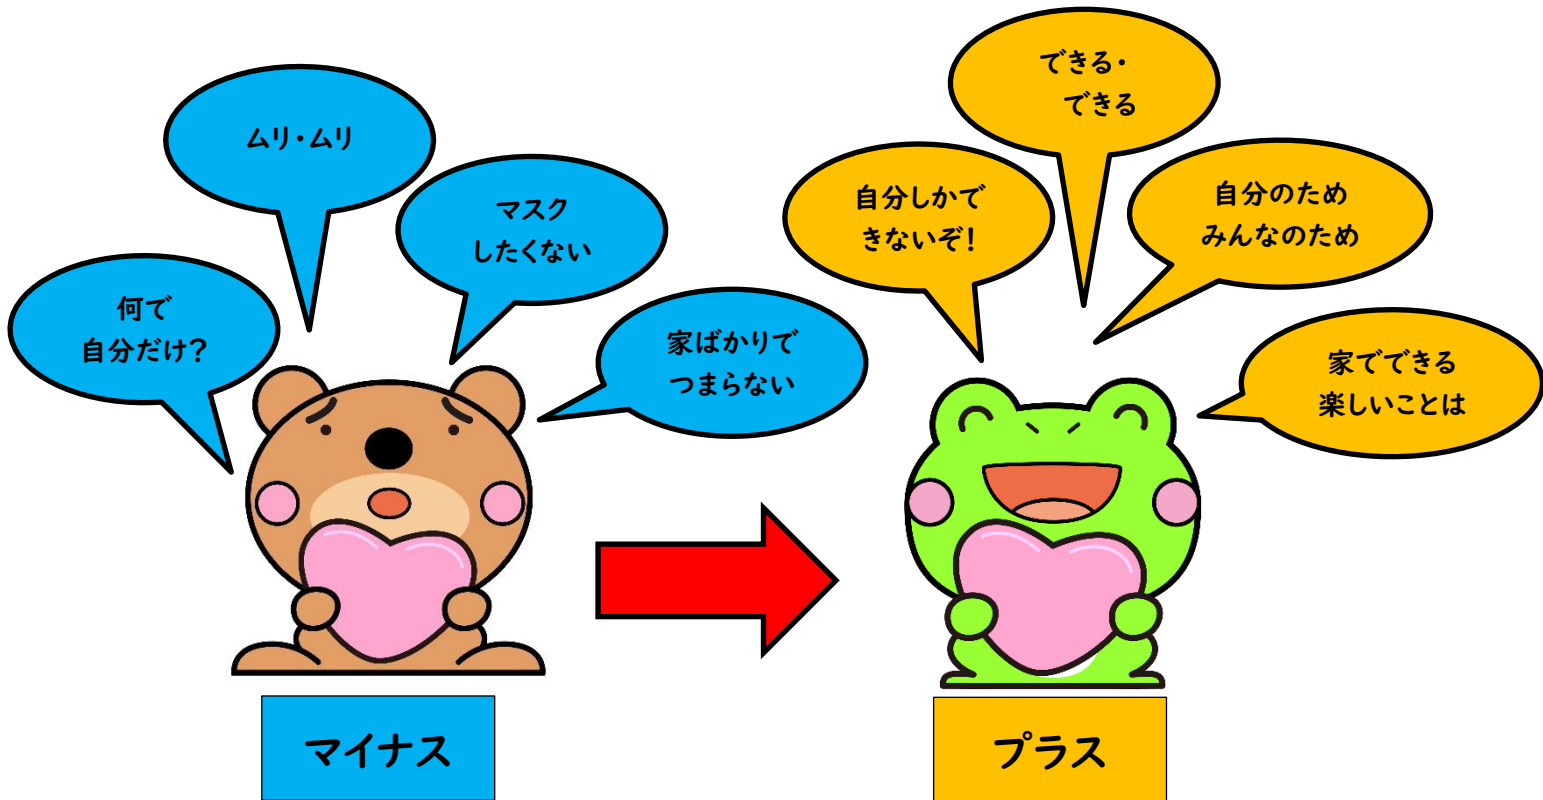 ムリ・ムリ
マスク
したくない
何で
自分だけ?
家ばかりで
つまらない
マイナス
できる・
できる
自分しかで
きないぞ!
自分のため
みんなのため
家でできる
楽しいことは
プラス